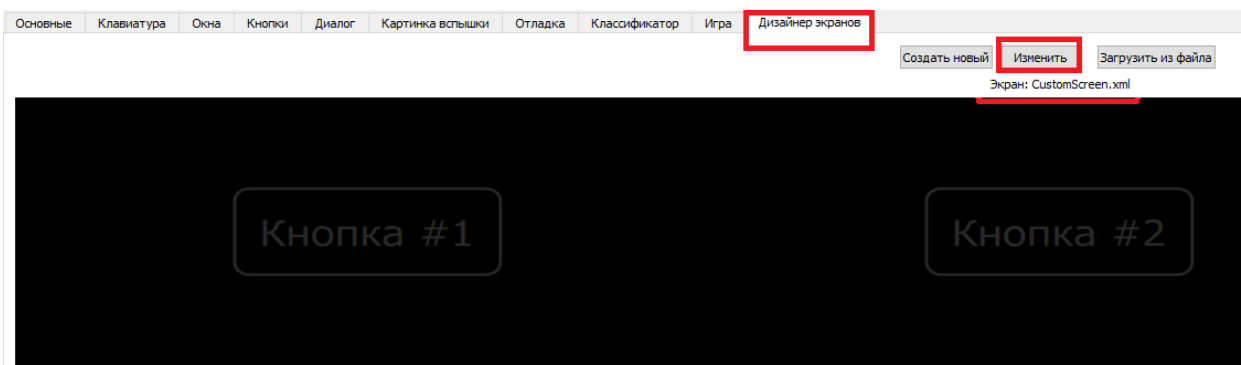 Основные Клавиатура Окна Кнопки Диалог Картинка вспышки Отладка Классификатор Игра Дизайнер экранов
Создать новый Изменить Загрузить из файла
Экран: CustomScreen.xml
Кнопка #1 Кнопка #2